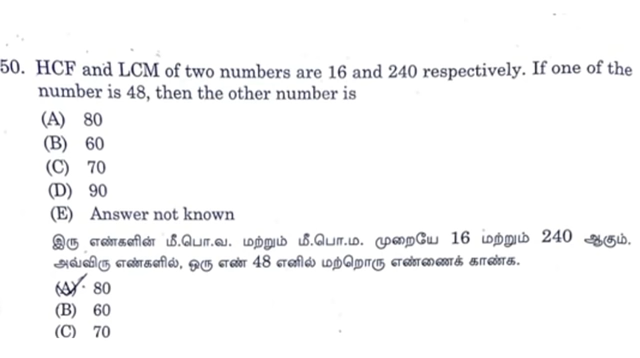 50. HCF and LCM of two numbers are 16 and 240 respectively. If one of the
number is 48, then the other number is
(A) 80
(B) 60
(C) 70
(D) 90
(E) Answer not known
இரு எண்களின் மீ.பொ.வ. மற்றும் மீ.பொ.ம. முறையே 16 மற்றும் 240 ஆகும்.
அவ்விரு எண்களில், ஒரு எண் 48 எனில் மற்றொரு எண்ணைக் காண்க.
(A) 80
(B) 60
(C) 70